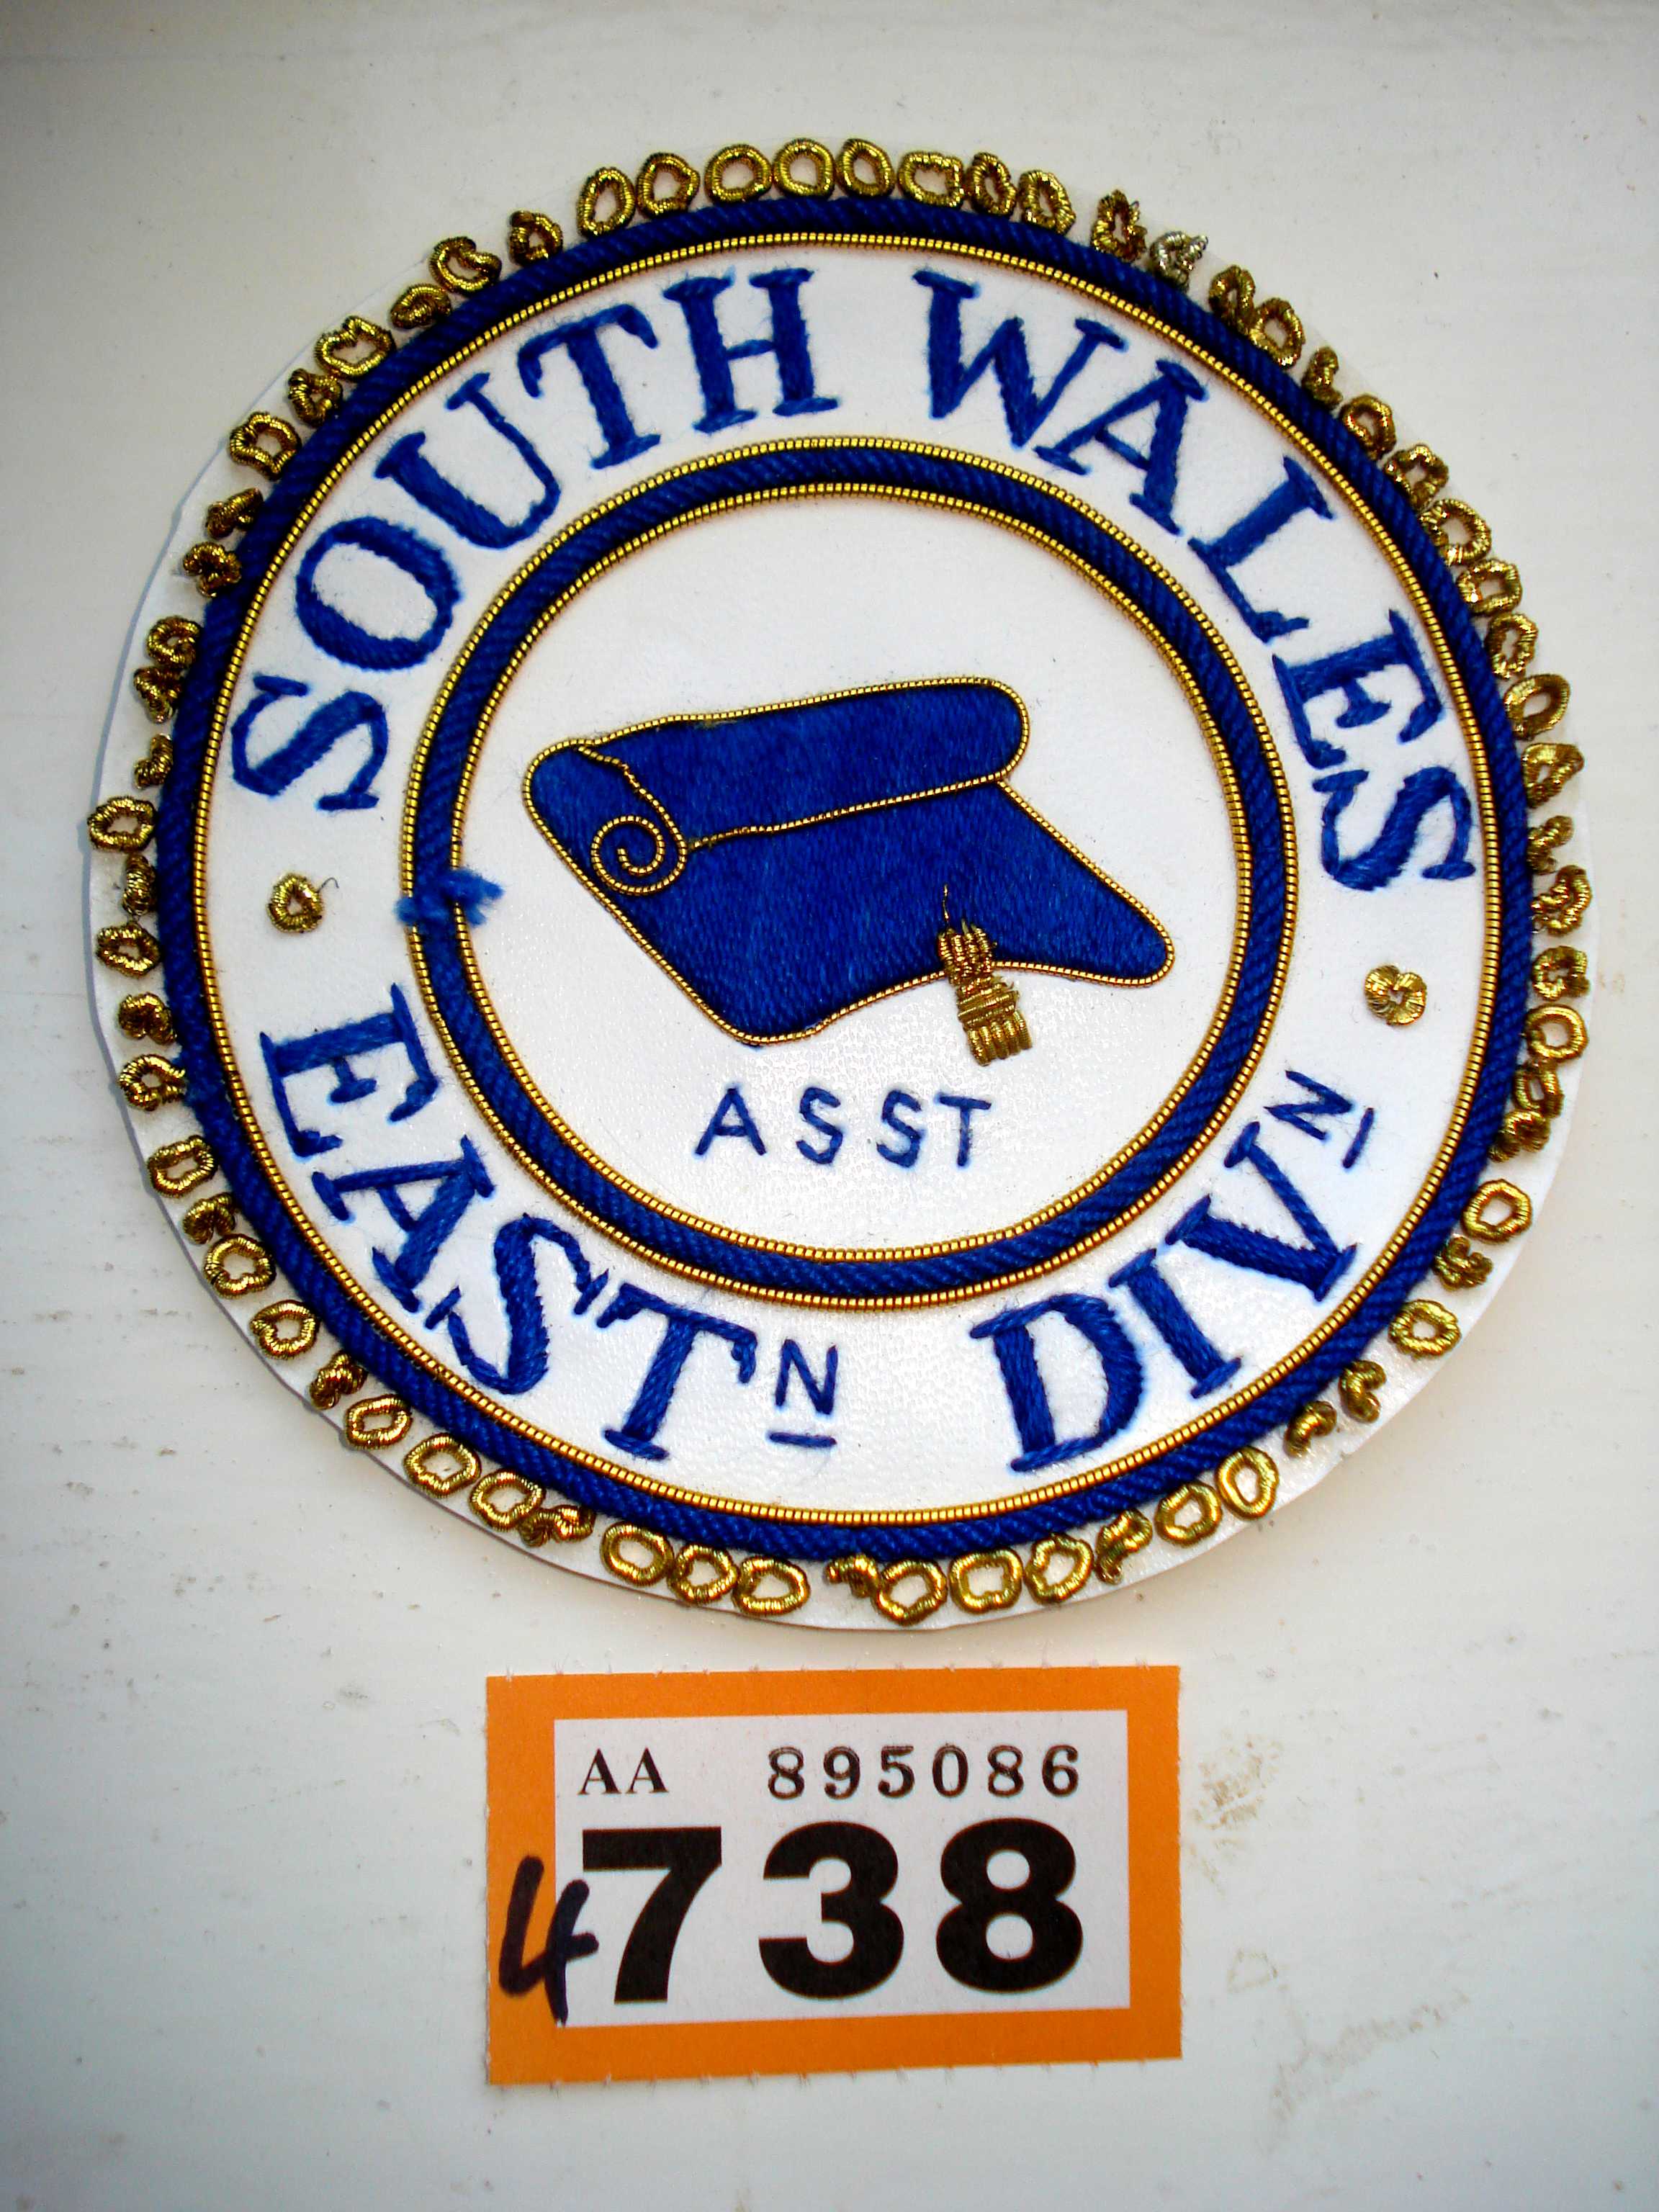 SOUTH WALES
ASST
EASTN DIVN
AA 895086
4738